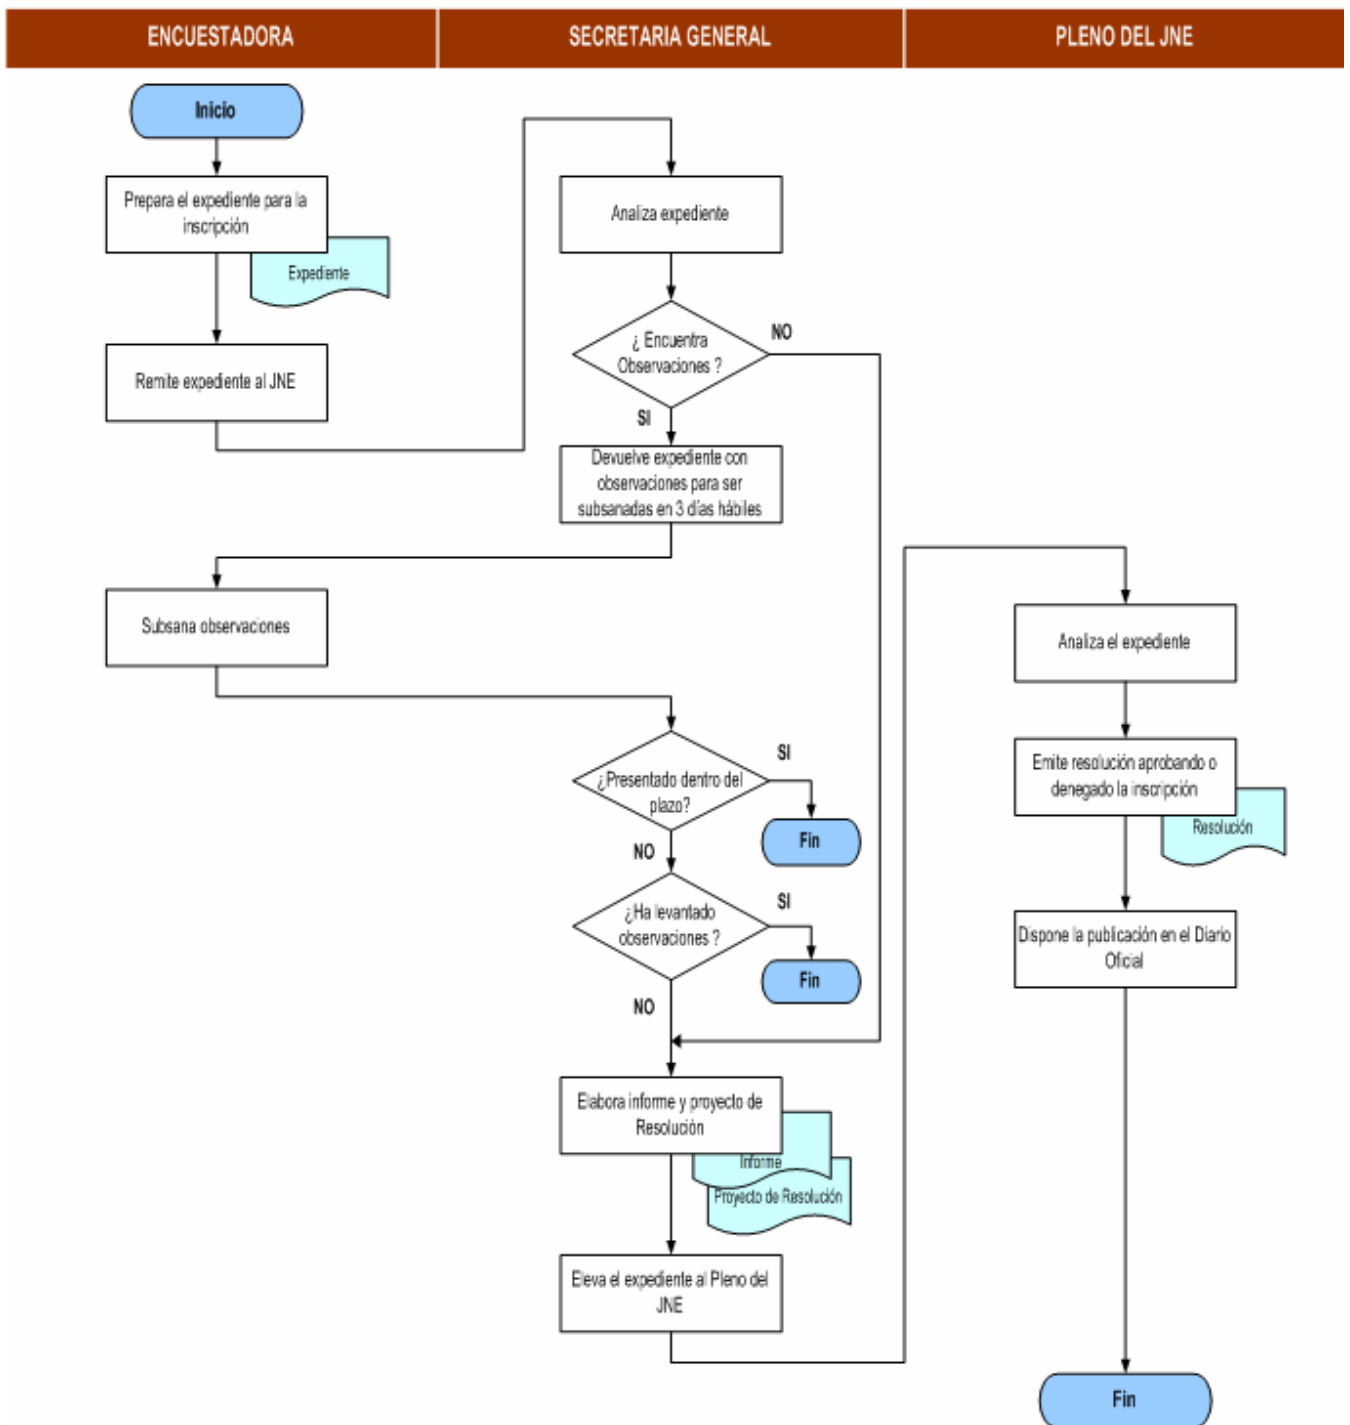 ENCUESTADORA
SECRETARIA GENERAL
PLENO DEL JNE
Inicio
Prepara el expediente para la
inscripción
Expediente
Remite expediente al JNE
Analiza expediente
¿ Encuentra
Observaciones ?
NO
SI
Devuelve expediente con
observaciones para ser
subsanadas en 3 días hábiles
Subsana observaciones
¿Presentado dentro del
plazo?
SI
Fin
NO
¿Ha levantado
observaciones ?
SI
Fin
NO
Elabora informe y proyecto de
Resolución
Informe
Proyecto de Resolución
Eleva el expediente al Pleno del
JNE
Analiza el expediente
Emite resolución aprobando o
denegado la inscripción
Resolución
Dispone la publicación en el Diario
Oficial
Fin